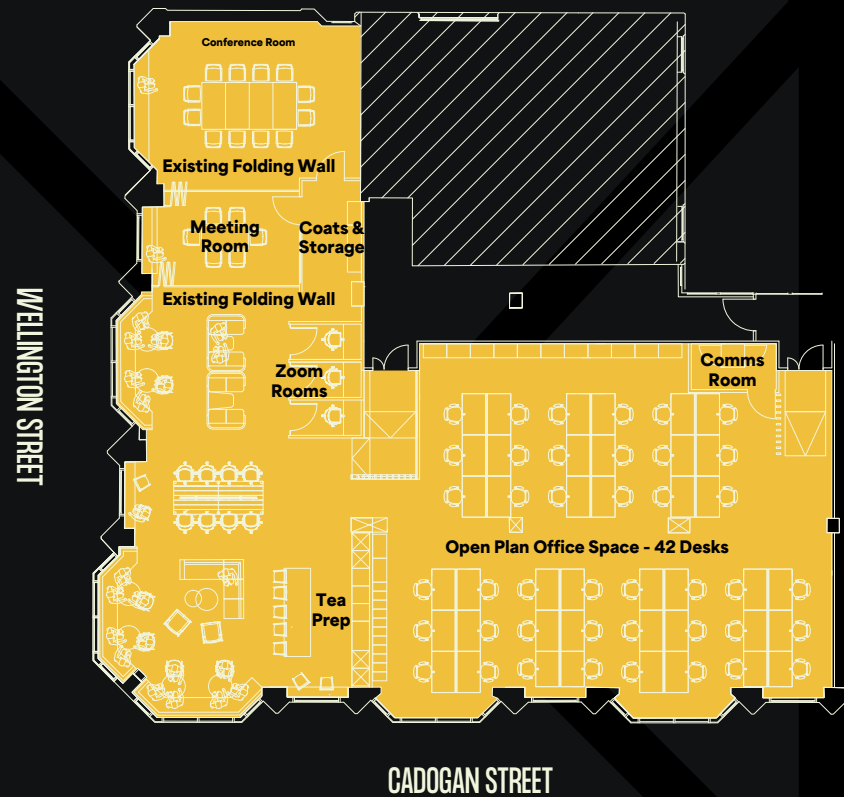 Conference Room
Existing Folding Wall
Meeting
Room
Coats &
Storage
Existing Folding Wall
WELLINGTON STREET
Zoom
Rooms
Comms
Room
Open Plan Office Space - 42 Desks
Tea
Prep
CADOGAN STREET